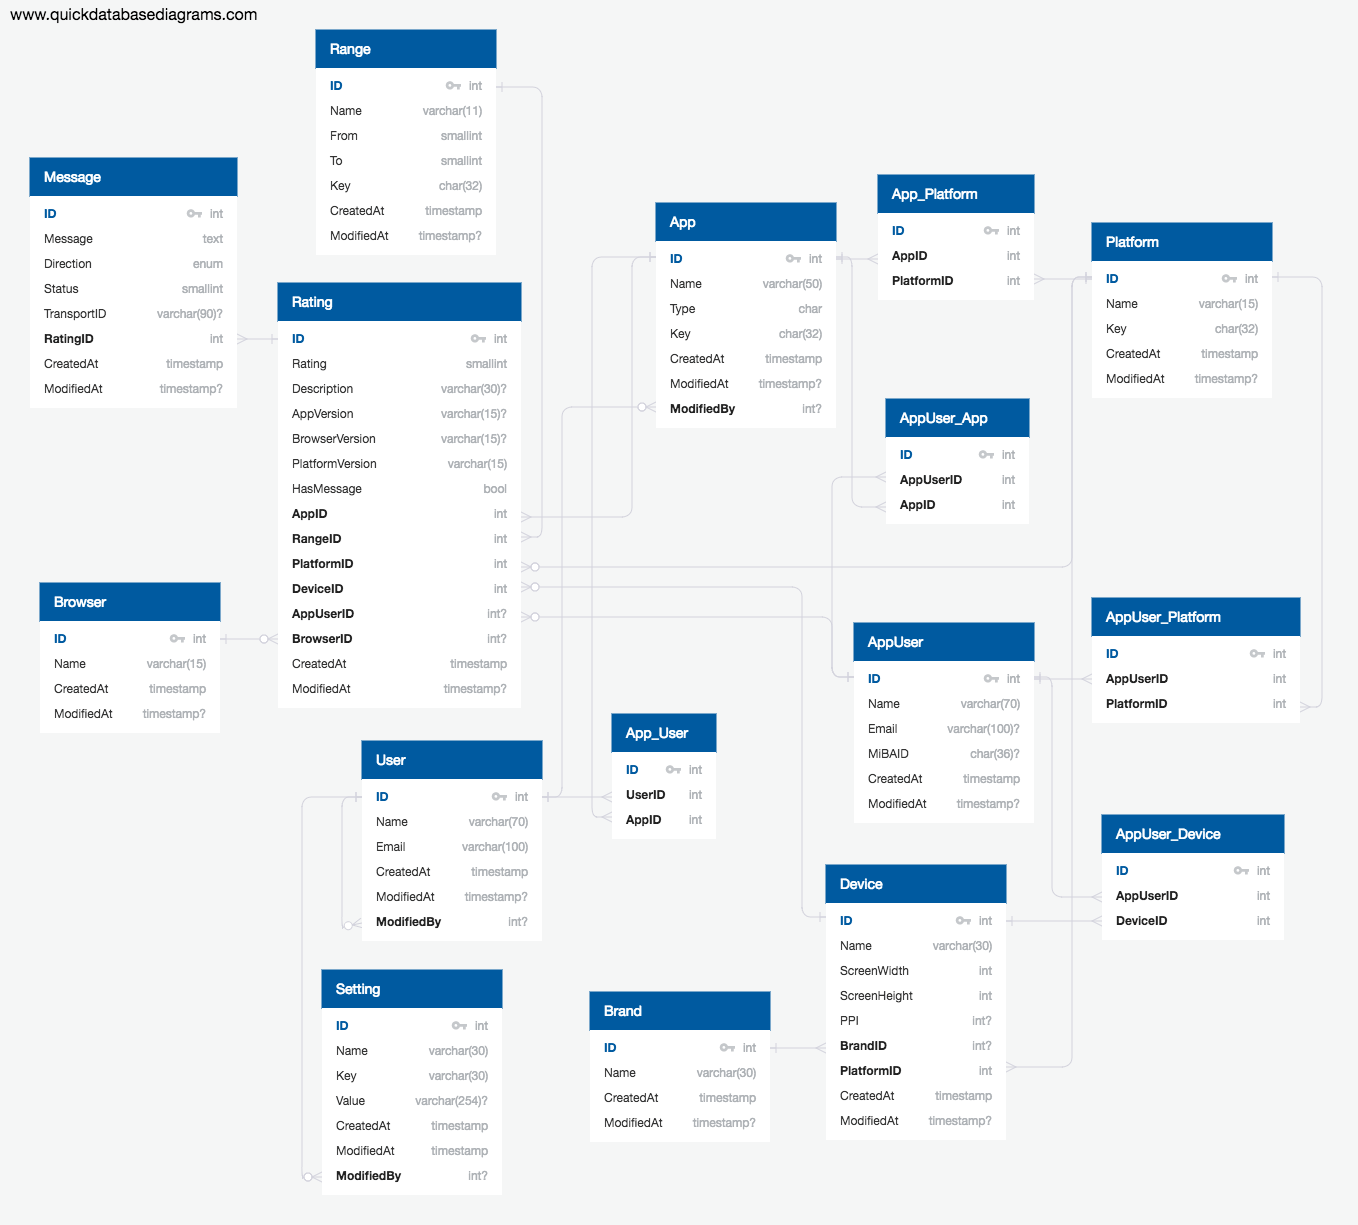 www.quickdatabasediagrams.com
Range
ID int
Name varchar(11)
From smallint
To smallint
Key char(32)
CreatedAt timestamp
ModifiedAt timestamp?
Message
ID int
Message text
Direction enum
Status smallint
TransportID varchar(90)?
RatingID int
CreatedAt timestamp
ModifiedAt timestamp?
Rating
ID int
Rating smallint
Description varchar(30)?
AppVersion varchar(15)?
BrowserVersion varchar(15)?
PlatformVersion varchar(15)
HasMessage bool
AppID int
RangeID int
PlatformID int
DeviceID int
AppUserID int?
BrowserID int?
CreatedAt timestamp
ModifiedAt timestamp?
App
ID int
Name varchar(50)
Type char
Key char(32)
CreatedAt timestamp
ModifiedAt timestamp?
ModifiedBy int?
App_Platform
ID int
AppID int
PlatformID int
Platform
ID int
Name varchar(15)
Key char(32)
CreatedAt timestamp
ModifiedAt timestamp?
AppUser_App
ID int
AppUserID int
AppID int
Browser
ID int
Name varchar(15)
CreatedAt timestamp
ModifiedAt timestamp?
AppUser
ID int
Name varchar(70)
Email varchar(100)?
MiBAID char(36)?
CreatedAt timestamp
ModifiedAt timestamp?
AppUser_Platform
ID int
AppUserID int
PlatformID int
User
ID int
Name varchar(70)
Email varchar(100)
CreatedAt timestamp
ModifiedAt timestamp?
ModifiedBy int?
App_User
ID int
UserID int
AppID int
AppUser_Device
ID int
AppUserID int
DeviceID int
Device
ID int
Name varchar(30)
ScreenWidth int
ScreenHeight int
PPI int?
BrandID int?
PlatformID int
CreatedAt timestamp
ModifiedAt timestamp?
Setting
ID int
Name varchar(30)
Key varchar(30)
Value varchar(254)?
CreatedAt timestamp
ModifiedAt timestamp
ModifiedBy int?
Brand
ID int
Name varchar(30)
CreatedAt timestamp
ModifiedAt timestamp?